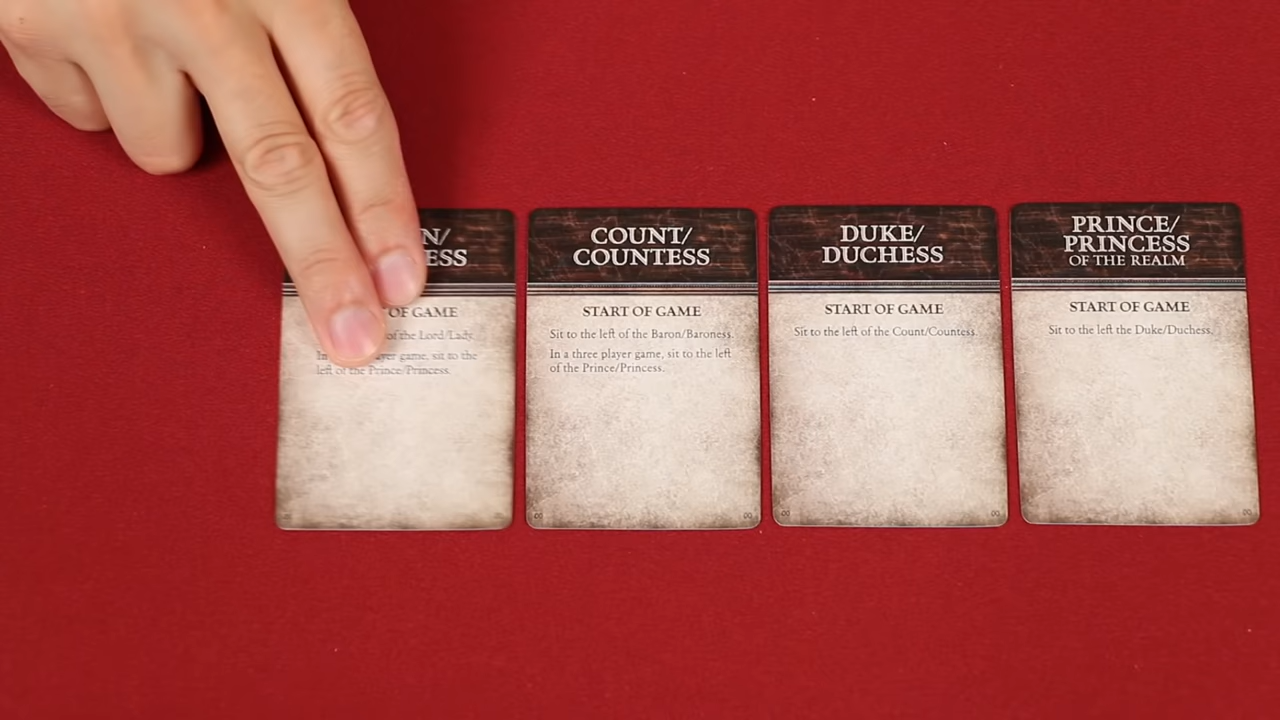 N/
ESS
OF GAME
of the Lord/Lady.
In yer game, sit to the
left of the Prince/Princess.
COUNT/
COUNTESS
START OF GAME
Sit to the left of the Baron/Baroness.
In a three player game, sit to the left
of the Prince/Princess.
DUKE/
DUCHESS
START OF GAME
Sit to the left of the Count/Countess.
PRINCE/
PRINCESS
OF THE REALM
START OF GAME
Sit to the left the Duke/Duchess.